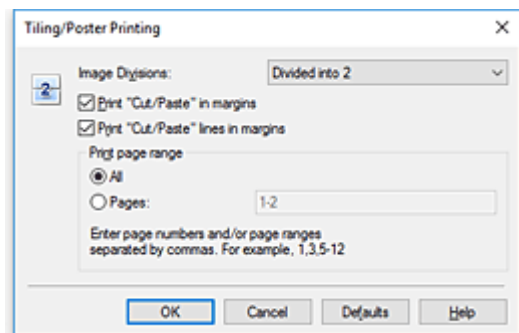 Tiling/Poster Printing
Image Divisions: Divided into 2
2
Print "Cut/Paste" in margins
Print "Cut/Paste" lines in margins
Print page range
All
Pages: 1-2
Enter page numbers and/or page ranges
separated by commas. For example, 1,3,5-12
OK Cancel Defaults Help